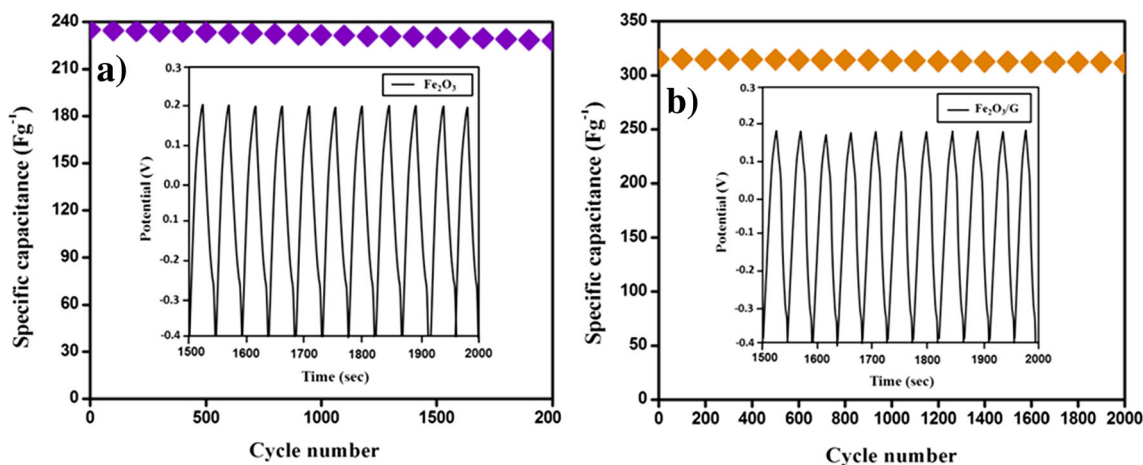 a)
Specific capacitance (Fg⁻¹)
240
210
180
150
120
90
60
30
0
0 500 1000 1500 200
Cycle number
Fe₂O₃
Potential (V)
0.3
0.2
0.1
0.0
0.1
-0.2
-0.3
-0.4
1500 1600 1700 1800 1900 2000
Time (sec)
b)
Specific capacitance (Fg⁻¹)
350
300
250
300
150
300
50
0
0 200 400 600 800 1000 1200 1400 1600 1800 2000
Cycle number
Fe₂O₃/G
Potential (V)
0.3
0.2
0.1
0.0
-0.1
-0.2
-0.3
-0.4
1500 1600 1700 1800 1900 2000
Time (sec)